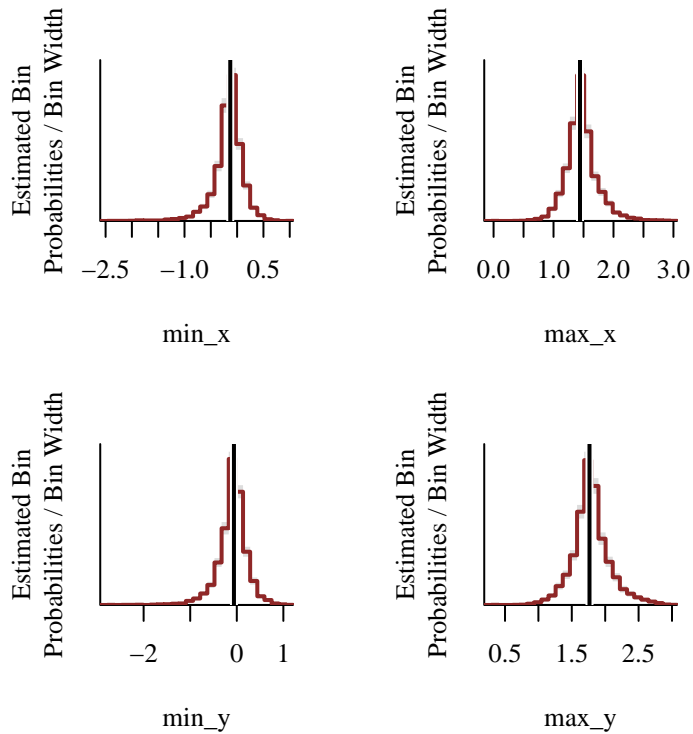 Estimated Bin
Probabilities / Bin Width
−2.5 −1.0 0.5
min_x
Estimated Bin
Probabilities / Bin Width
0.0 1.0 2.0 3.0
max_x
Estimated Bin
Probabilities / Bin Width
−2 0 1
min_y
Estimated Bin
Probabilities / Bin Width
0.5 1.5 2.5
max_y